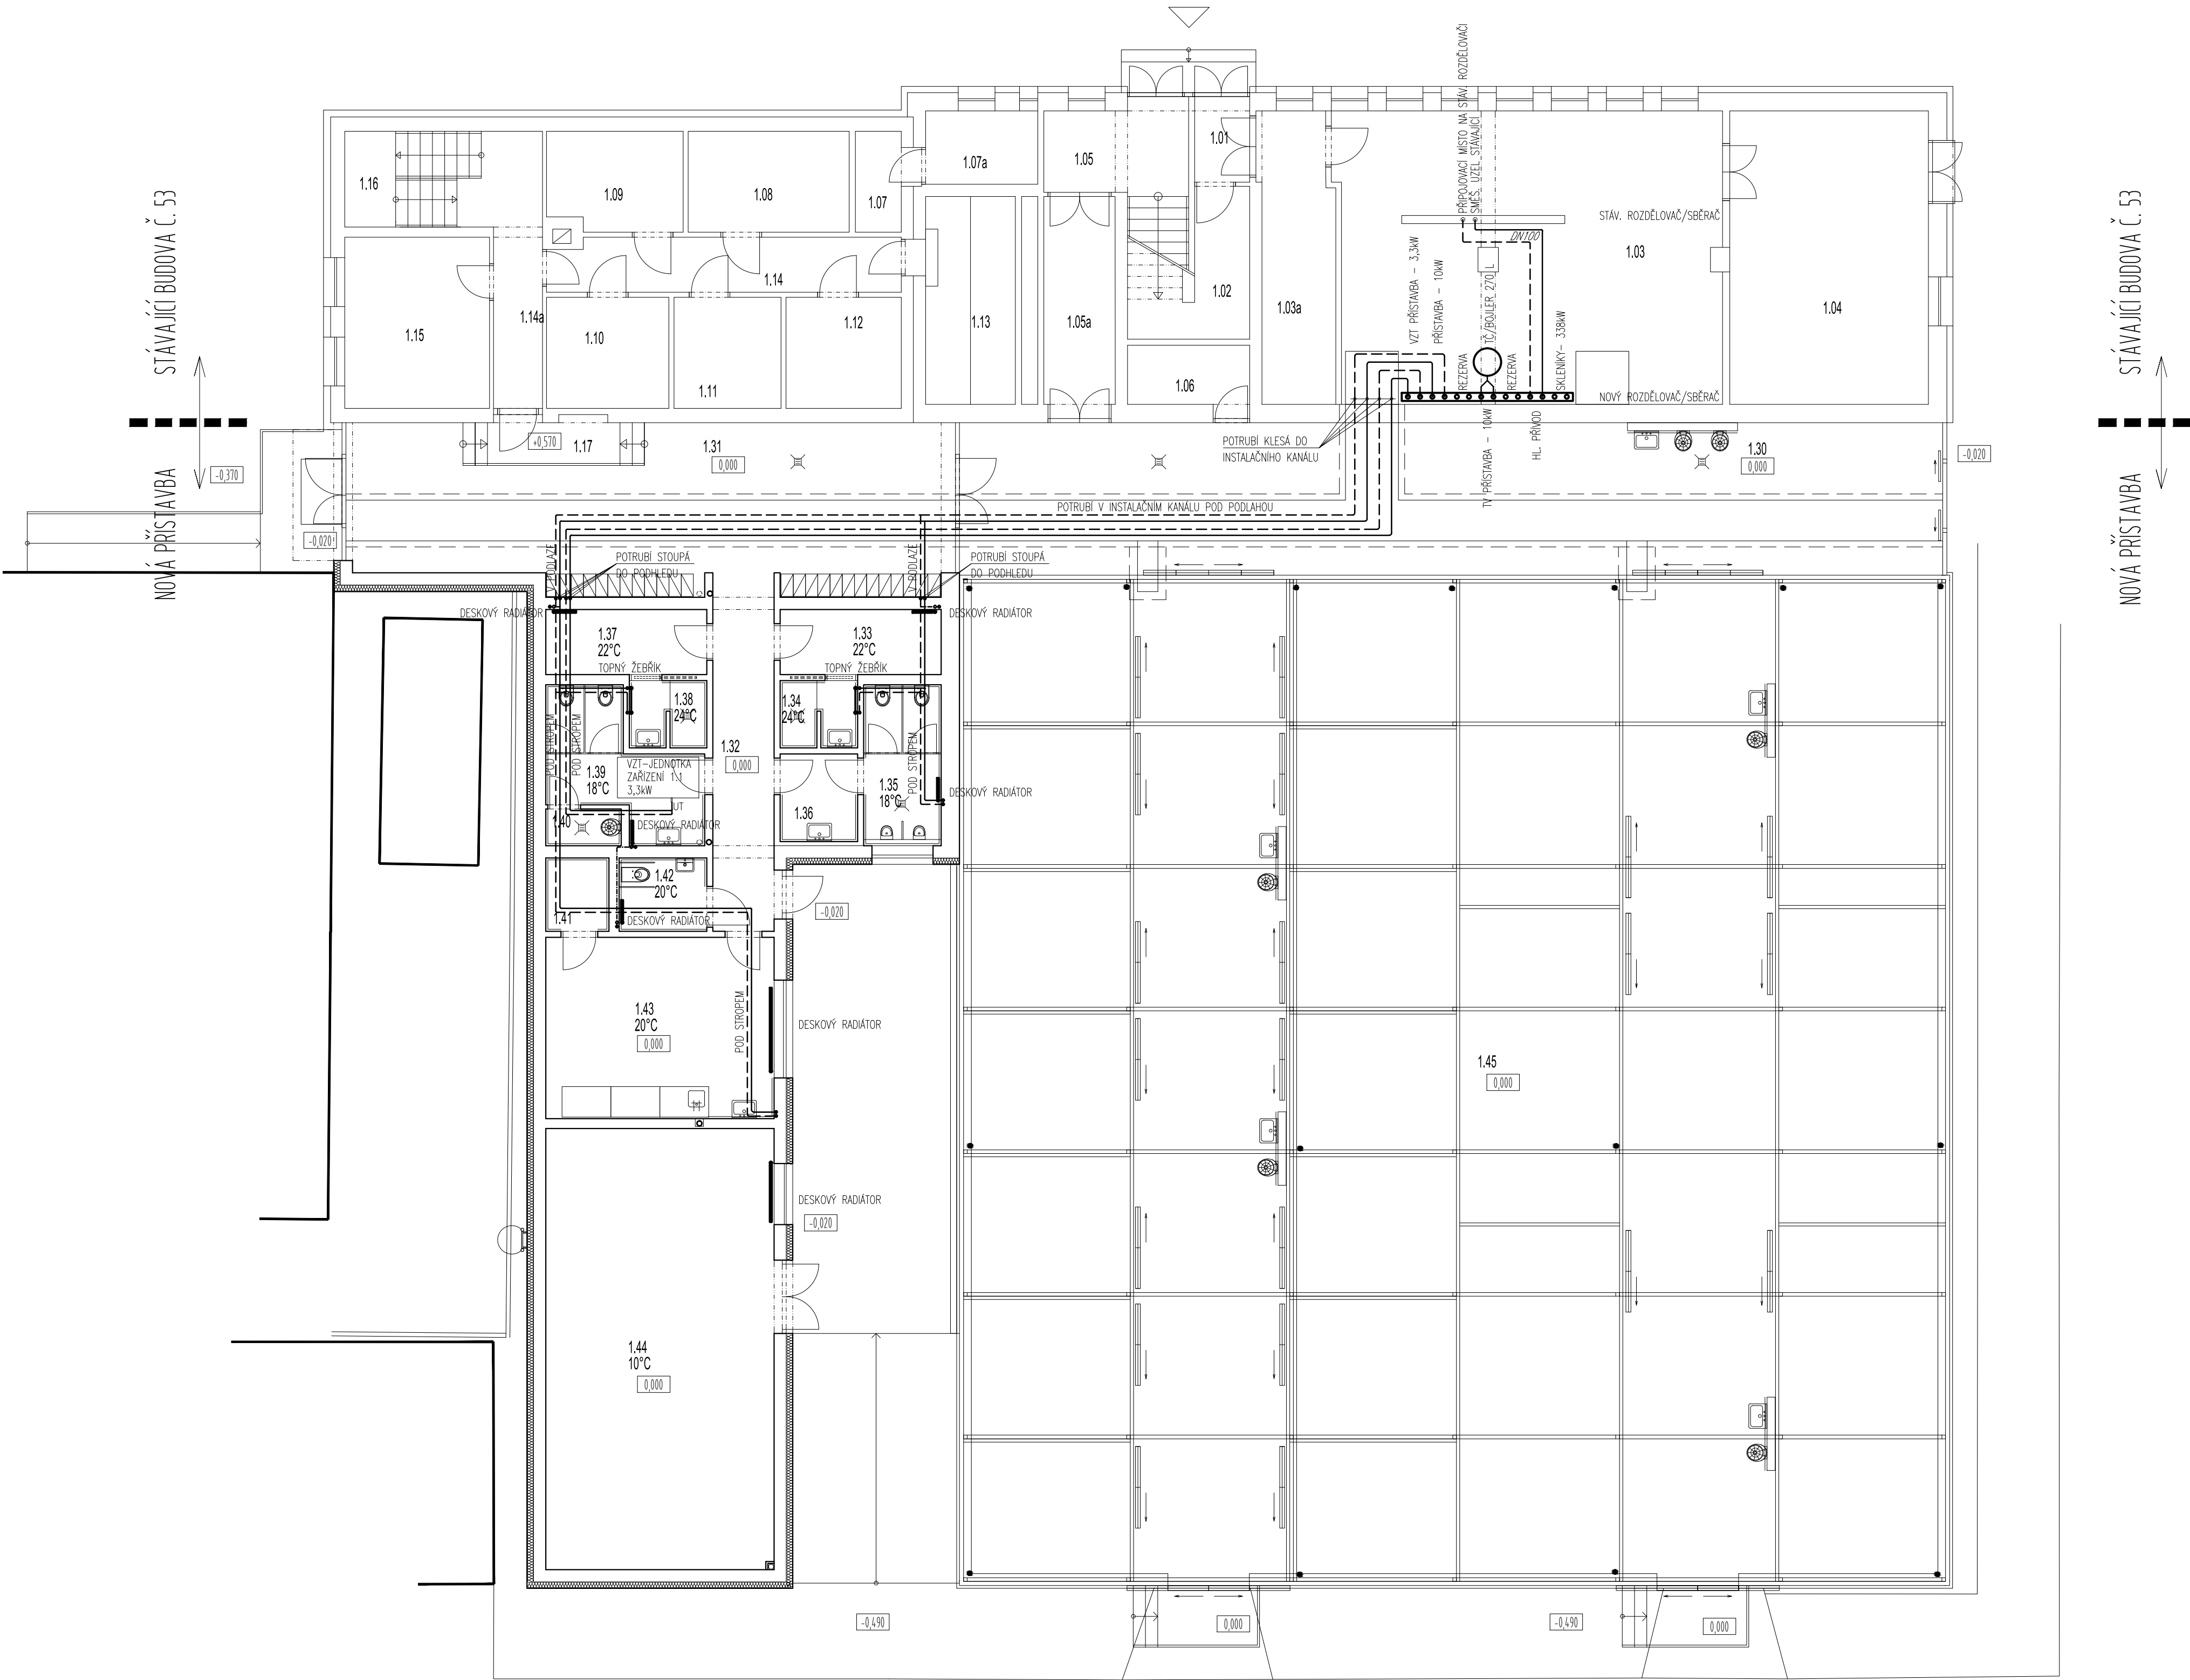 STÁVAJÍCÍ BUDOVA Č. 53
NOVÁ PŘÍSTAVBA
STÁVAJÍCÍ BUDOVA Č. 53
NOVÁ PŘÍSTAVBA
1.16
1.09
1.08
1.07
1.07a
1.05
1.01
PŘIPOJOVACÍ MÍSTO NA STÁV. ROZDĚLOVAČI
SMĚŠ. UZEL STÁVAJÍCÍ
STÁV. ROZDĚLOVAČ/SBĚRAČ
DN100
1.03
1.14
1.15
1.14a
1.10
1.11
1.12
1.13
1.05a
1.02
1.03a
1.06
1.04
VZT PŘÍSTAVBA - 3,3kW
PŘÍSTAVBA - 10kW
REZERVA
TČ/BOJLER 270 L
REZERVA
SKLENÍKY- 338kW
NOVÝ ROZDĚLOVAČ/SBĚRAČ
TV PŘÍSTAVBA - 10kW
HL. PŘÍVOD
+0,570
1.17
1.31
0,000
POTRUBÍ KLESÁ DO
INSTALAČNÍHO KANÁLU
1.30
0,000
-0,020
-0,370
-0,020
POTRUBÍ V INSTALAČNÍM KANÁLU POD PODLAHOU
V PODLAZE
POTRUBÍ STOUPÁ
DO PODHLEDU
V PODLAZE
POTRUBÍ STOUPÁ
DO PODHLEDU
DESKOVÝ RADIÁTOR
DESKOVÝ RADIÁTOR
1.37
22°C
TOPNÝ ŽEBŘÍK
1.33
22°C
TOPNÝ ŽEBŘÍK
1.38
24°C
1.34
24°C
POD STROPEM
POD STROPEM
POD STROPEM
1.32
0,000
1.39
18°C
VZT-JEDNOTKA
ZAŘÍZENÍ 1.1
3,3kW
UT
1.35
18°C
DESKOVÝ RADIÁTOR
1.36
1.40
DESKOVÝ RADIÁTOR
1.42
20°C
DESKOVÝ RADIÁTOR
1.41
-0,020
1.43
20°C
0,000
POD STROPEM
DESKOVÝ RADIÁTOR
1.45
0,000
DESKOVÝ RADIÁTOR
-0,020
1.44
10°C
0,000
-0,490
0,000
-0,490
0,000